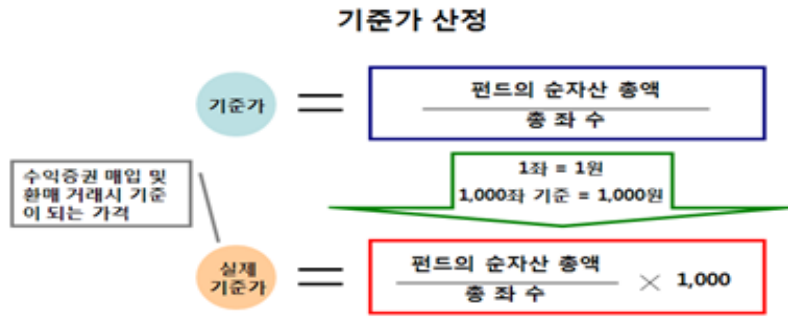 기준가 산정
기준가
=
펀드의 순자산 총액
총 좌 수
수익증권 매입 및
환매 거래시 기준
이 되는 가격
1좌 = 1원
1,000좌 기준 = 1,000원
실제
기준가
=
펀드의 순자산 총액
총 좌 수
× 1,000